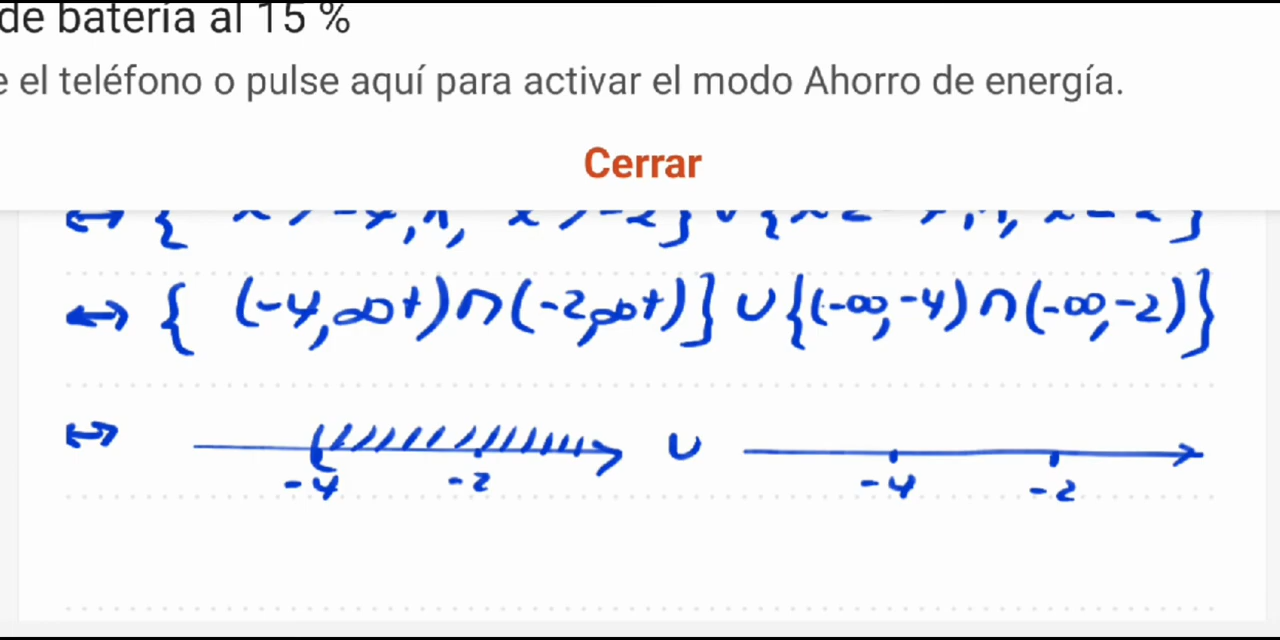 de batería al 15 %
e el teléfono o pulse aquí para activar el modo Ahorro de energía.
Cerrar
↔ { (-4,∞+)∩(-2,∞+)} ∪ {(-∞,-4)∩(-∞,-2)}
↔ ∪
-4 -2 -4 -2